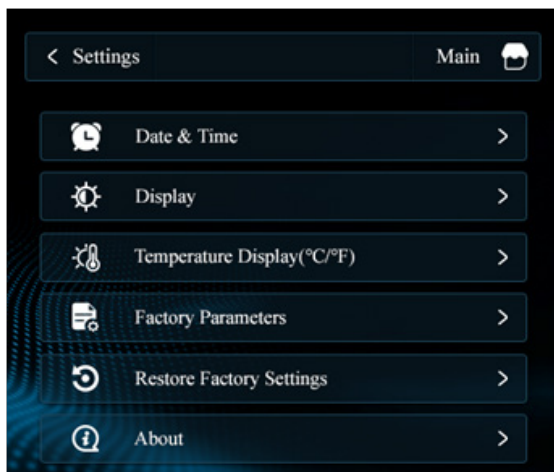 Settings Main
Date & Time
Display
Temperature Display(°C/°F)
Factory Parameters
Restore Factory Settings
About